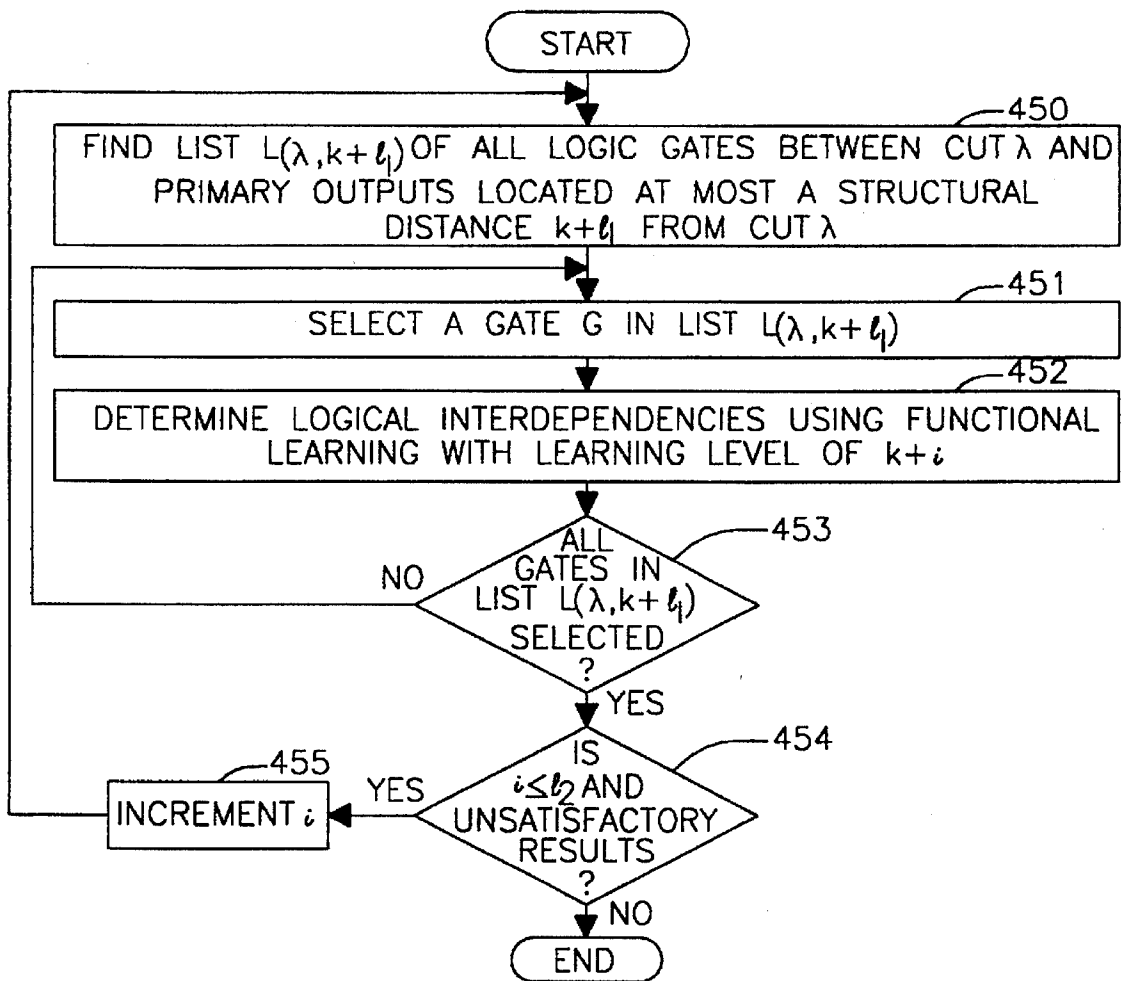 START
450
FIND LIST L(λ,k+ℓ₁) OF ALL LOGIC GATES BETWEEN CUT λ AND
PRIMARY OUTPUTS LOCATED AT MOST A STRUCTURAL
DISTANCE k+ℓ₁ FROM CUT λ
451
SELECT A GATE G IN LIST L(λ,k+ℓ₁)
452
DETERMINE LOGICAL INTERDEPENDENCIES USING FUNCTIONAL
LEARNING WITH LEARNING LEVEL OF k+i
453
ALL
GATES IN
LIST L(λ,k+ℓ₁)
SELECTED
?
NO
YES
454
IS
i≤ℓ₂ AND
UNSATISFACTORY
RESULTS
?
YES
455
INCREMENT i
NO
END